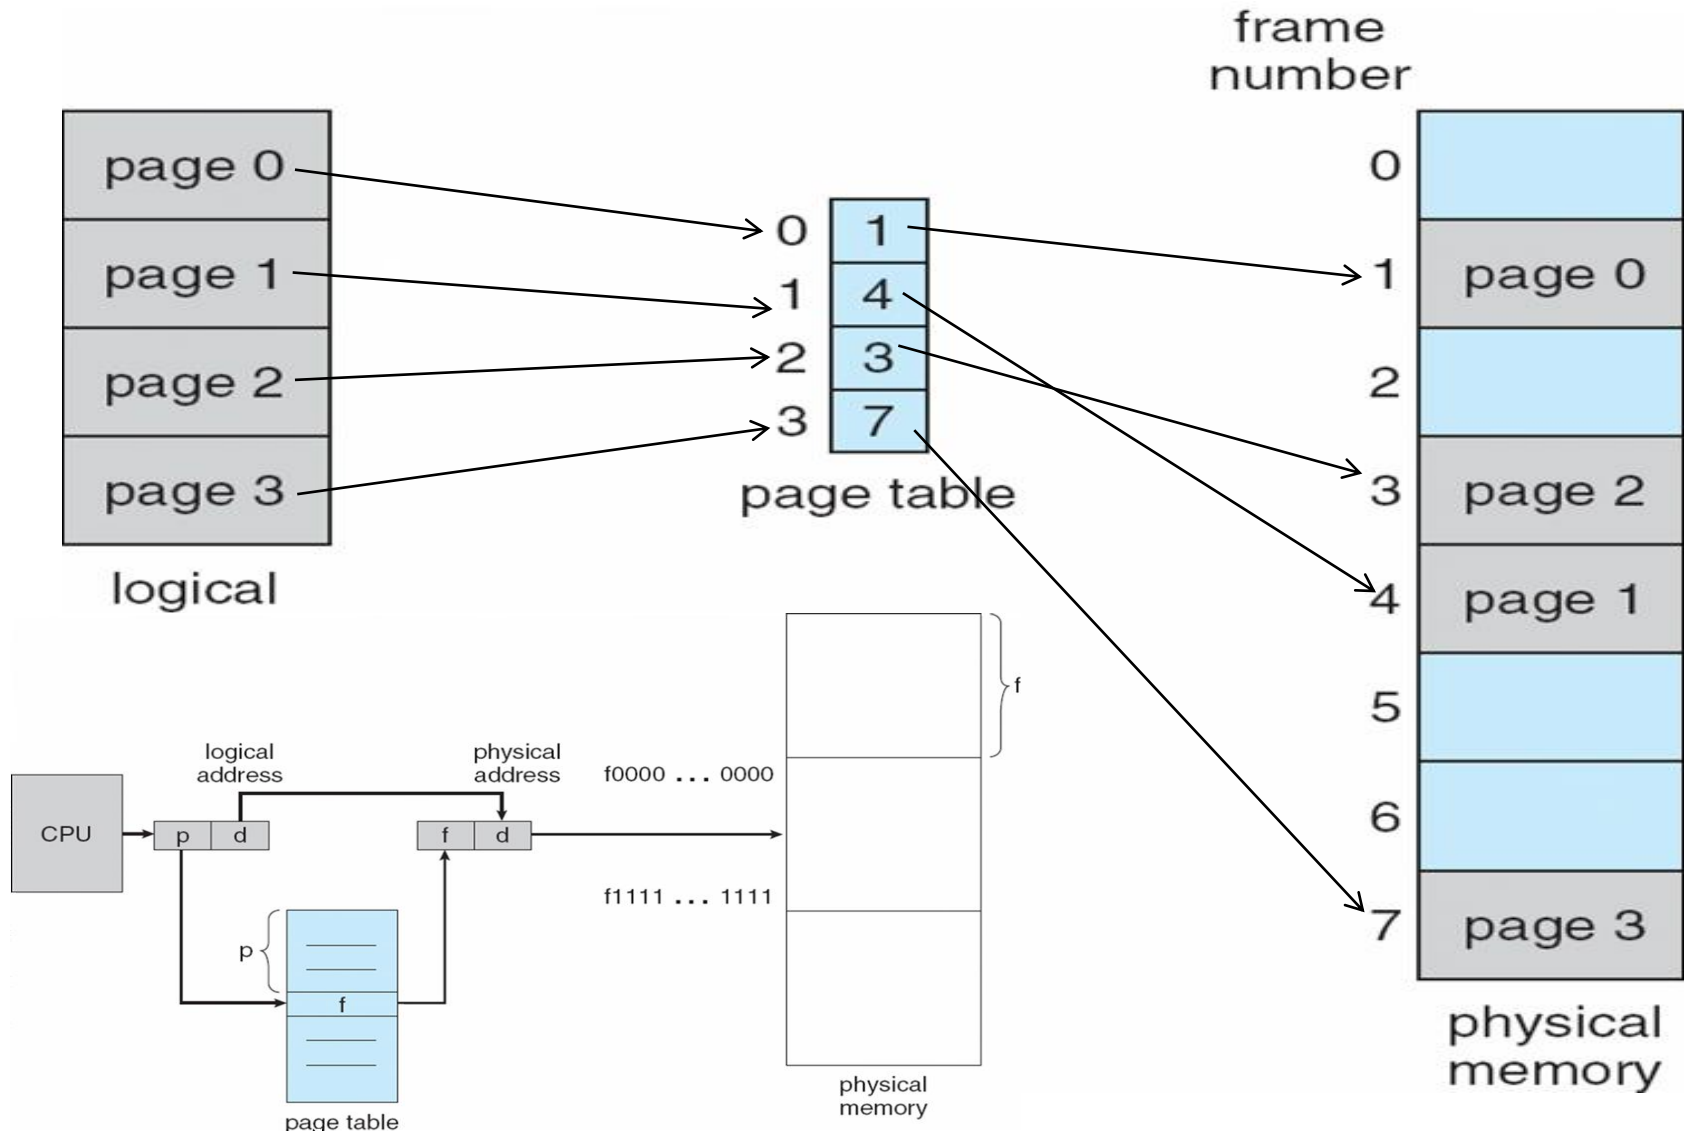 frame
number
page 0
page 1
page 2
page 3
logical
0
1
2
3
1
4
3
7
page table
0
1
2
3
4
5
6
7
page 0
page 2
page 1
page 3
physical
memory
CPU
logical
address
p
d
physical
address
f
d
f0000 ... 0000
f1111 ... 1111
f
p
f
page table
physical
memory